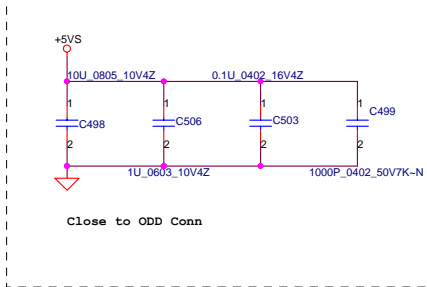 +5VS
10U_0805_10V4Z 0.1U_0402_16V4Z
1 1 1 1
C498 C506 C503 C499
2 2 2 2
1U_0603_10V4Z 1000P_0402_50V7K~N
Close to ODD Conn